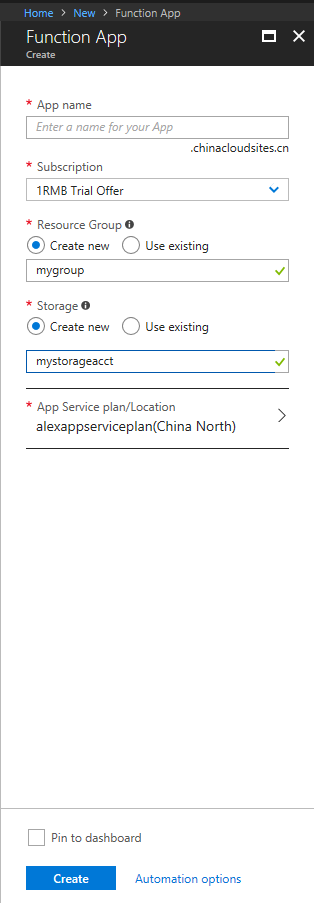 Home > New > Function App
Function App
Create
* App name
Enter a name for your App
.chinacloudsites.cn
* Subscription
1RMB Trial Offer
* Resource Group
Create new Use existing
mygroup
* Storage
Create new Use existing
mystorageacct
* App Service plan/Location
alexappserviceplan(China North)
Pin to dashboard
Create Automation options